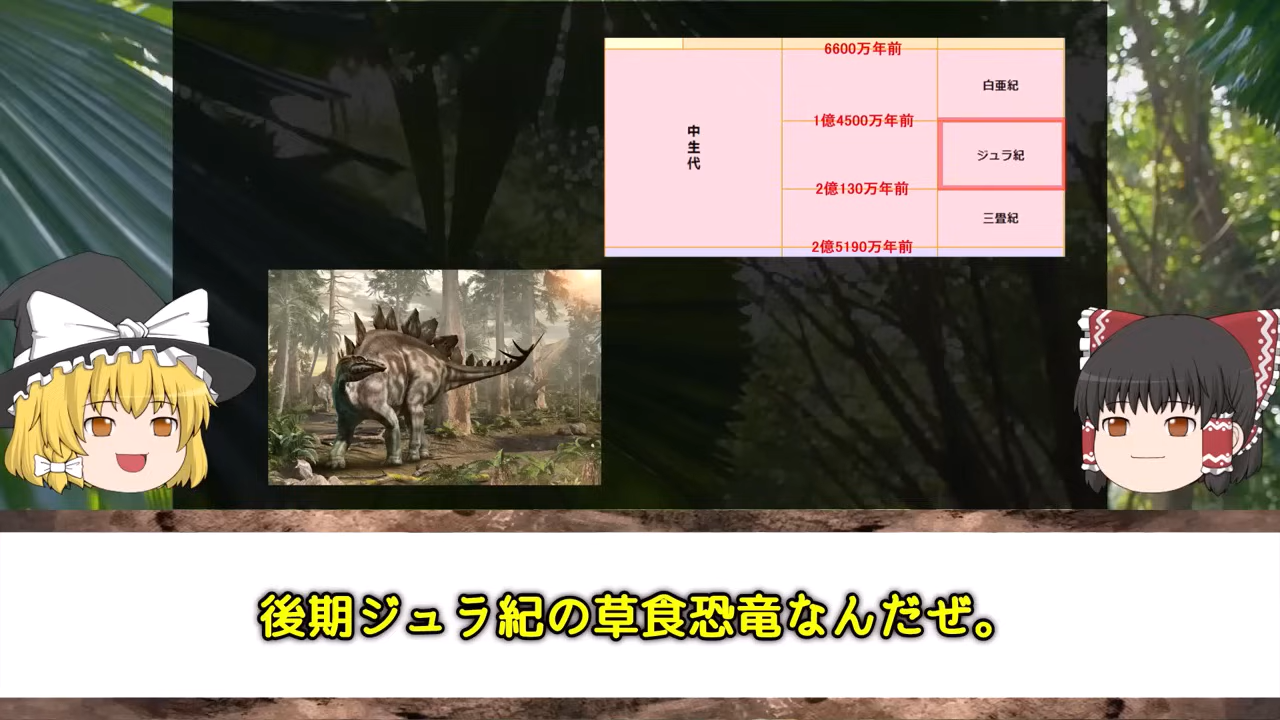 6600万年前
白亜紀
1億4500万年前
中生代
ジュラ紀
2億130万年前
三畳紀
2億5190万年前
後期ジュラ紀の草食恐竜なんだぜ。